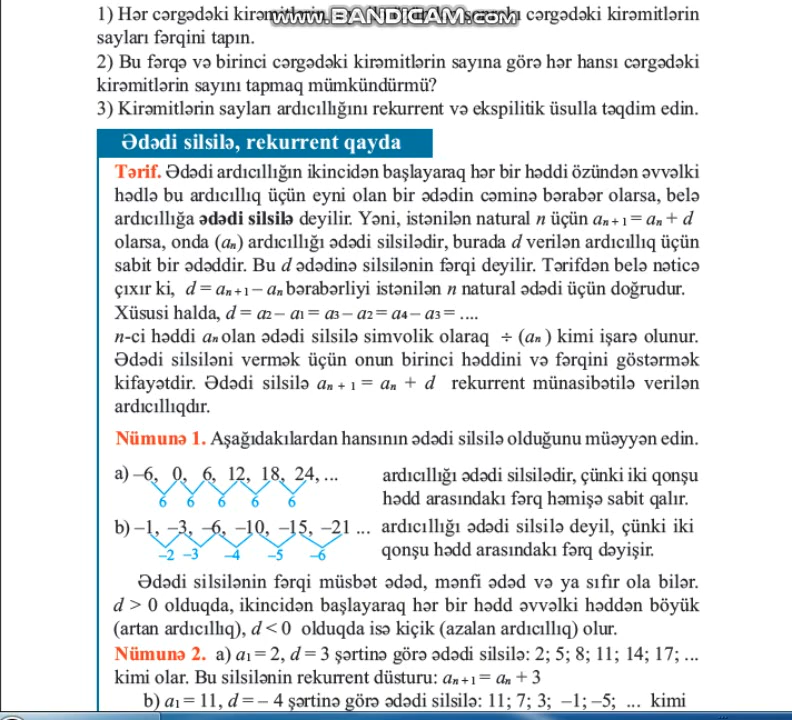 1) Hər cərgədəki kirəmitlərin cərgədəki kirəmitlərin
www.BANDICAM.com
sayları fərqini tapın.
2) Bu fərqə və birinci cərgədəki kirəmitlərin sayına görə hər hansı cərgədəki
kirəmitlərin sayını tapmaq mümkündürmü?
3) Kirəmitlərin sayları ardıcıllığını rekurrent və ekspilitik üsulla təqdim edin.
Ədədi silsilə, rekurrent qayda
Tərif. Ədədi ardıcıllığın ikincidən başlayaraq hər bir həddi özündən əvvəlki
hədlə bu ardıcıllıq üçün eyni olan bir ədədin cəminə bərabər olarsa, belə
ardıcıllığa ədədi silsilə deyilir. Yəni, istənilən natural n üçün aₙ₊₁ = aₙ + d
olarsa, onda (aₙ) ardıcıllığı ədədi silsilədir, burada d verilən ardıcıllıq üçün
sabit bir ədəddir. Bu d ədədinə silsilənin fərqi deyilir. Tərifdən belə nəticə
çıxır ki, d = aₙ₊₁ – aₙ bərabərliyi istənilən n natural ədədi üçün doğrudur.
Xüsusi halda, d = a₂ – a₁ = a₃ – a₂ = a₄ – a₃ = ....
n-ci həddi aₙ olan ədədi silsilə simvolik olaraq ÷ (aₙ) kimi işarə olunur.
Ədədi silsiləni vermək üçün onun birinci həddini və fərqini göstərmək
kifayətdir. Ədədi silsilə aₙ₊₁ = aₙ + d rekurrent münasibətilə verilən
ardıcıllıqdır.
Nümunə 1. Aşağıdakılardan hansının ədədi silsilə olduğunu müəyyən edin.
a) –6, 0, 6, 12, 18, 24, ... ardıcıllığı ədədi silsilədir, çünki iki qonşu
6 6 6 6 6 hədd arasındakı fərq həmişə sabit qalır.
b) –1, –3, –6, –10, –15, –21 ... ardıcıllığı ədədi silsilə deyil, çünki iki
–2 –3 –4 –5 –6 qonşu hədd arasındakı fərq dəyişir.
Ədədi silsilənin fərqi müsbət ədəd, mənfi ədəd və ya sıfır ola bilər.
d > 0 olduqda, ikincidən başlayaraq hər bir hədd əvvəlki həddən böyük
(artan ardıcıllıq), d < 0 olduqda isə kiçik (azalan ardıcıllıq) olur.
Nümunə 2. a) a₁ = 2, d = 3 şərtinə görə ədədi silsilə: 2; 5; 8; 11; 14; 17; ...
kimi olar. Bu silsilənin rekurrent düsturu: aₙ₊₁ = aₙ + 3
b) a₁ = 11, d = – 4 şərtinə görə ədədi silsilə: 11; 7; 3; –1; –5; ... kimi